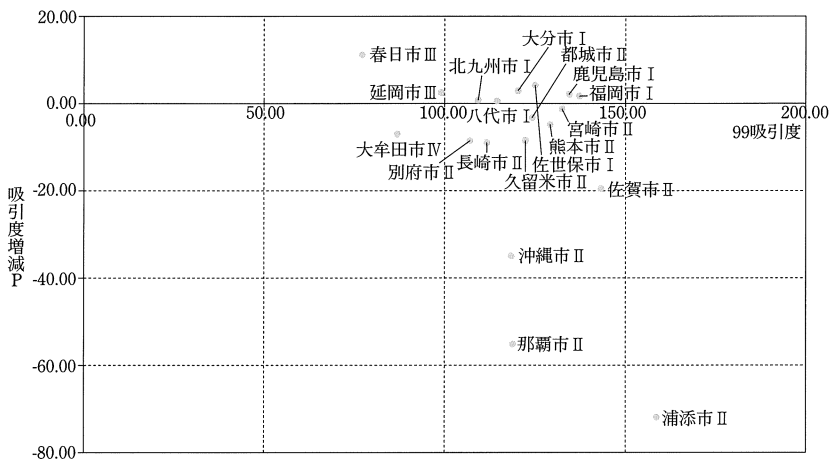 20.00
春日市Ⅲ
大分市Ⅰ
都城市Ⅱ
北九州市Ⅰ
鹿児島市Ⅰ
延岡市Ⅲ
福岡市Ⅰ
0.00
0.00
50.00
100.00
150.00
200.00
八代市Ⅰ
宮崎市Ⅱ
99吸引度
大牟田市Ⅳ
熊本市Ⅱ
別府市Ⅱ
長崎市Ⅱ
佐世保市Ⅰ
久留米市Ⅱ
-20.00
佐賀市Ⅱ
吸引度増減P
沖縄市Ⅱ
-40.00
那覇市Ⅱ
-60.00
浦添市Ⅱ
-80.00